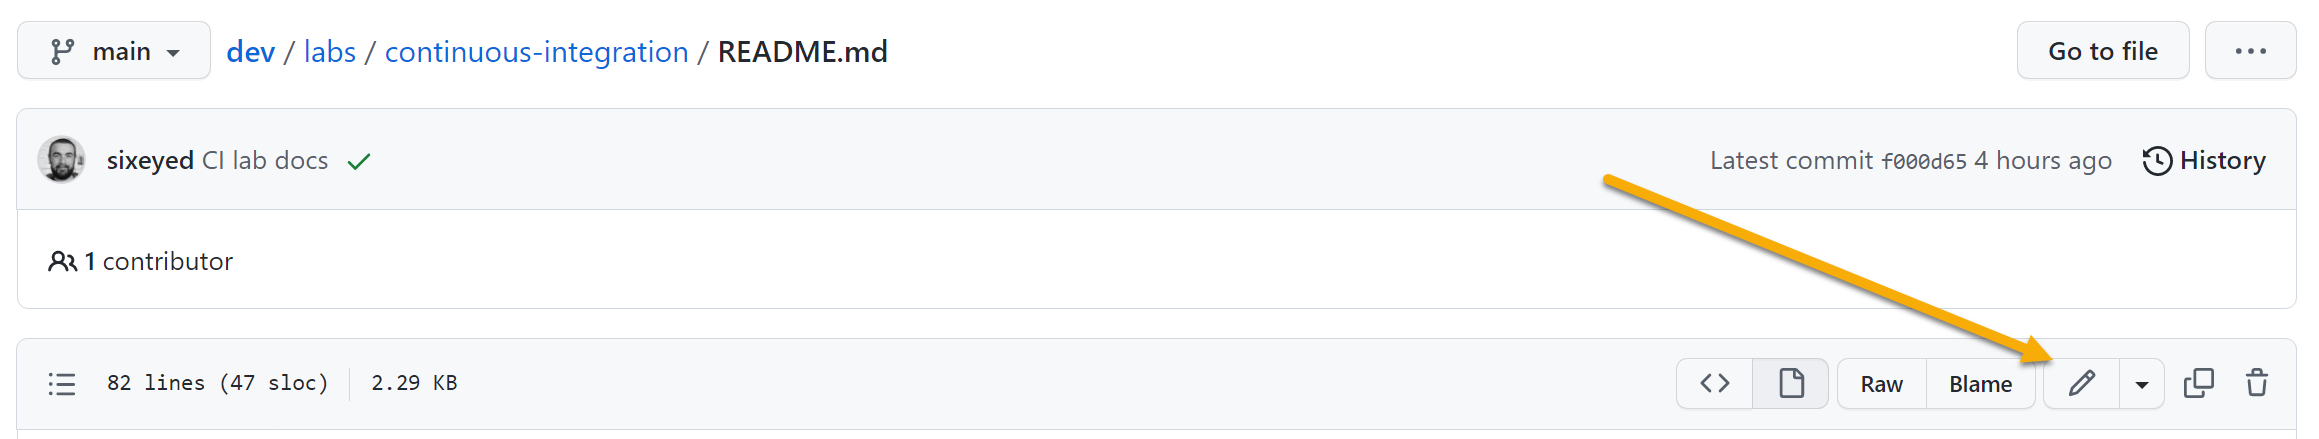 main dev / labs / continuous-integration / README.md Go to file ...
sixeyed CI lab docs Latest commit f000d65 4 hours ago History
1 contributor
82 lines (47 sloc) 2.29 KB Raw Blame